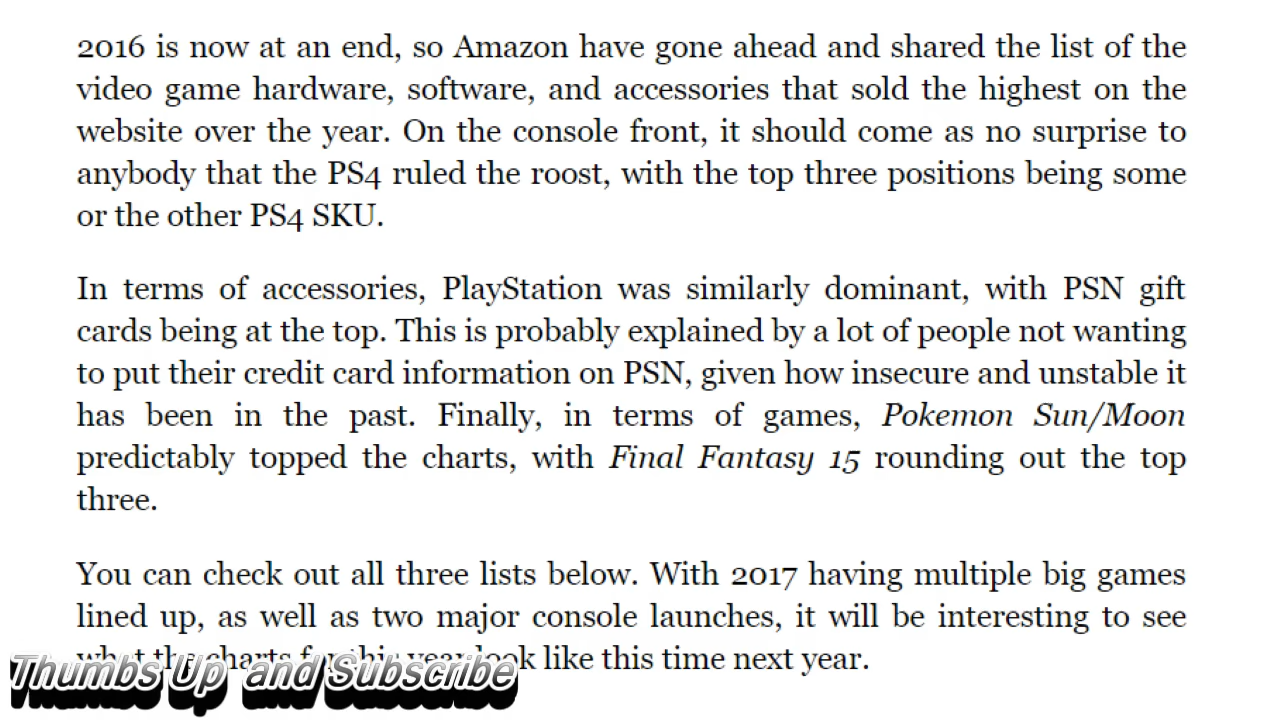 2016 is now at an end, so Amazon have gone ahead and shared the list of the
video game hardware, software, and accessories that sold the highest on the
website over the year. On the console front, it should come as no surprise to
anybody that the PS4 ruled the roost, with the top three positions being some
or the other PS4 SKU.
In terms of accessories, PlayStation was similarly dominant, with PSN gift
cards being at the top. This is probably explained by a lot of people not wanting
to put their credit card information on PSN, given how insecure and unstable it
has been in the past. Finally, in terms of games, Pokemon Sun/Moon
predictably topped the charts, with Final Fantasy 15 rounding out the top
three.
You can check out all three lists below. With 2017 having multiple big games
lined up, as well as two major console launches, it will be interesting to see
what the charts for this year look like this time next year.
Thumbs Up and Subscribe